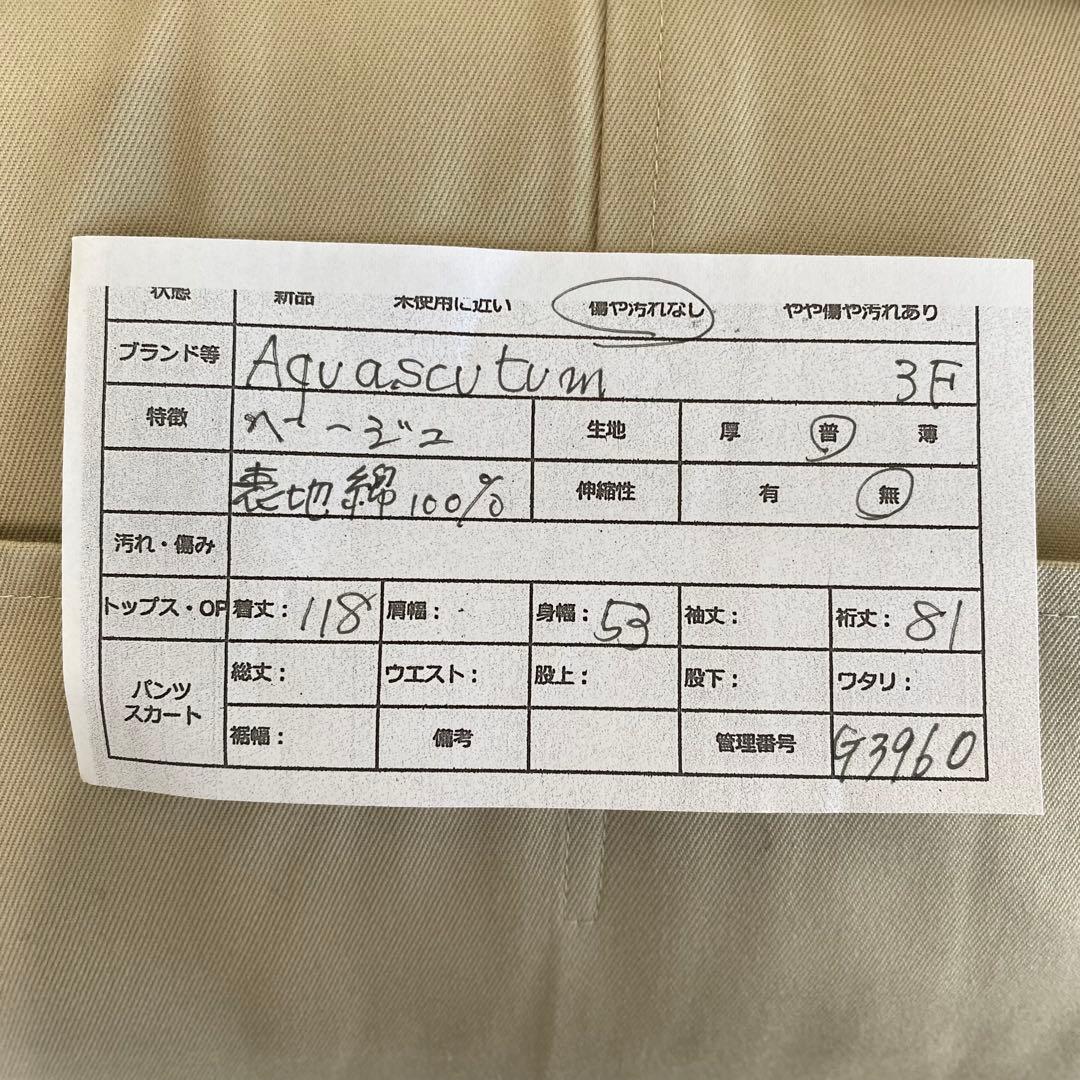 状態 新品 未使用に近い 傷や汚れなし やや傷や汚れあり
ブランド等 Aquascutum 3F
特徴 ベージュ 生地 厚 普 薄
表地綿100% 伸縮性 有 無
汚れ・傷み
トップス・OP 着丈：118 肩幅： 身幅：53 袖丈： 裄丈：81
パンツ スカート 総丈： ウエスト： 股上： 股下： ワタリ：
裾幅： 備考 管理番号 G3960